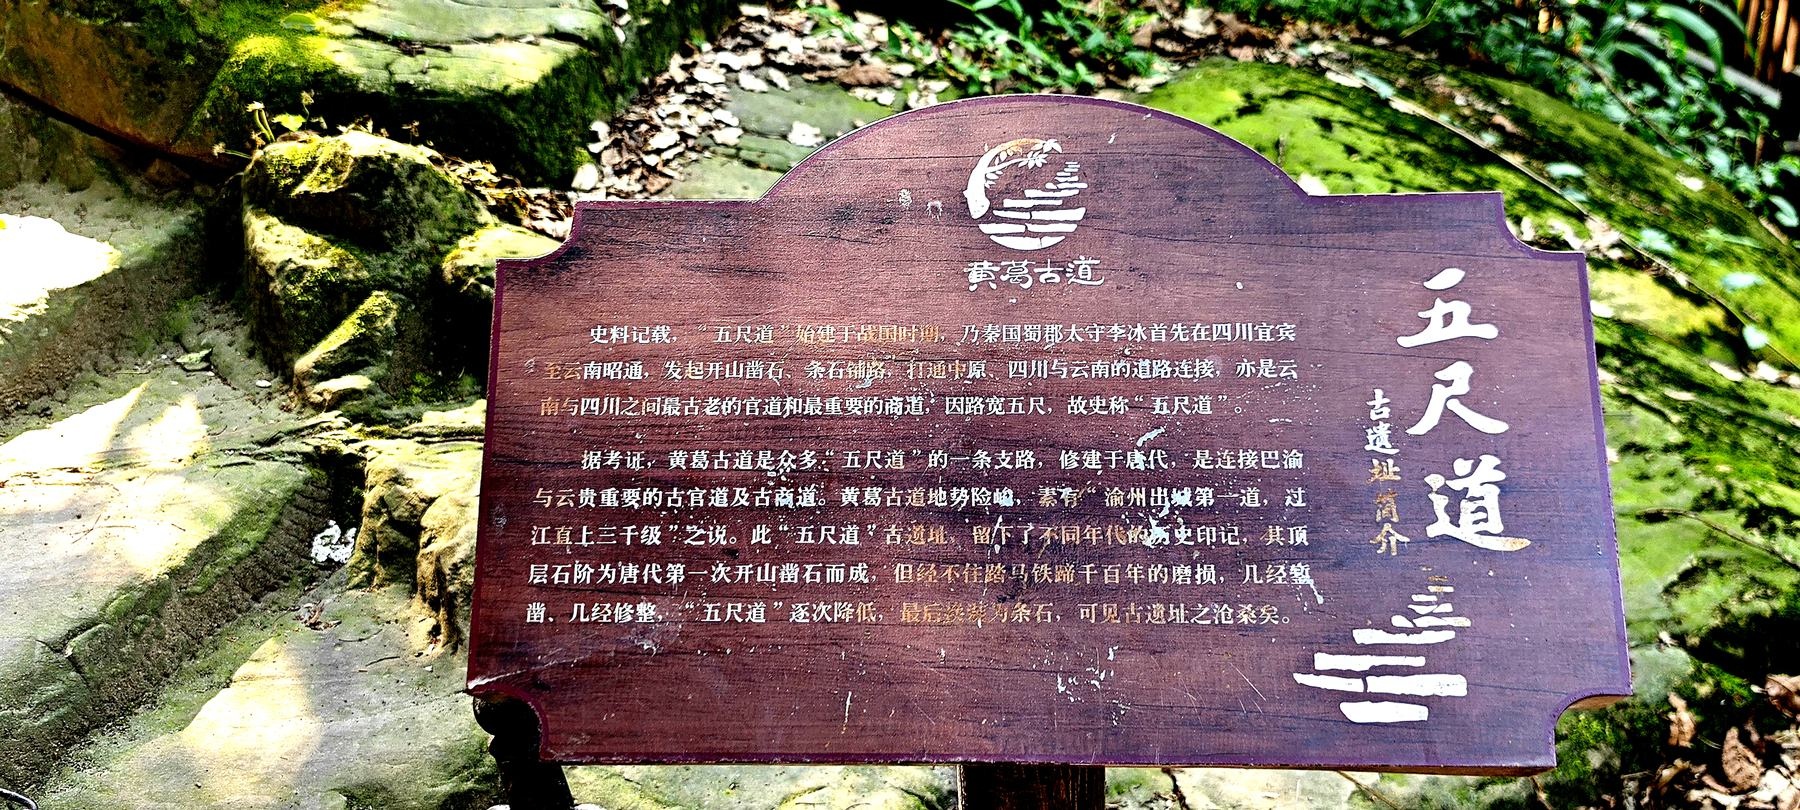 黄葛古道
五尺道
古遗址简介
史料记载，“五尺道”始建于战国时期，乃秦国蜀郡太守李冰首先在四川宜宾
至云南昭通，发起开山凿石、条石铺路，打通中原、四川与云南的道路连接，亦是云
南与四川之间最古老的官道和最重要的商道，因路宽五尺，故史称“五尺道”。
据考证，黄葛古道是众多“五尺道”的一条支路，修建于唐代，是连接巴渝
与云贵重要的古官道及古商道。黄葛古道地势险峻，素有“渝州出城第一道，过
江直上三千级”之说。此“五尺道”古遗址，留下了不同年代的历史印记，其顶
层石阶为唐代第一次开山凿石而成，但经不住踏马铁蹄千百年的磨损，几经錾
凿、几经修整，“五尺道”逐次降低，最后换装为条石，可见古遗址之沧桑矣。